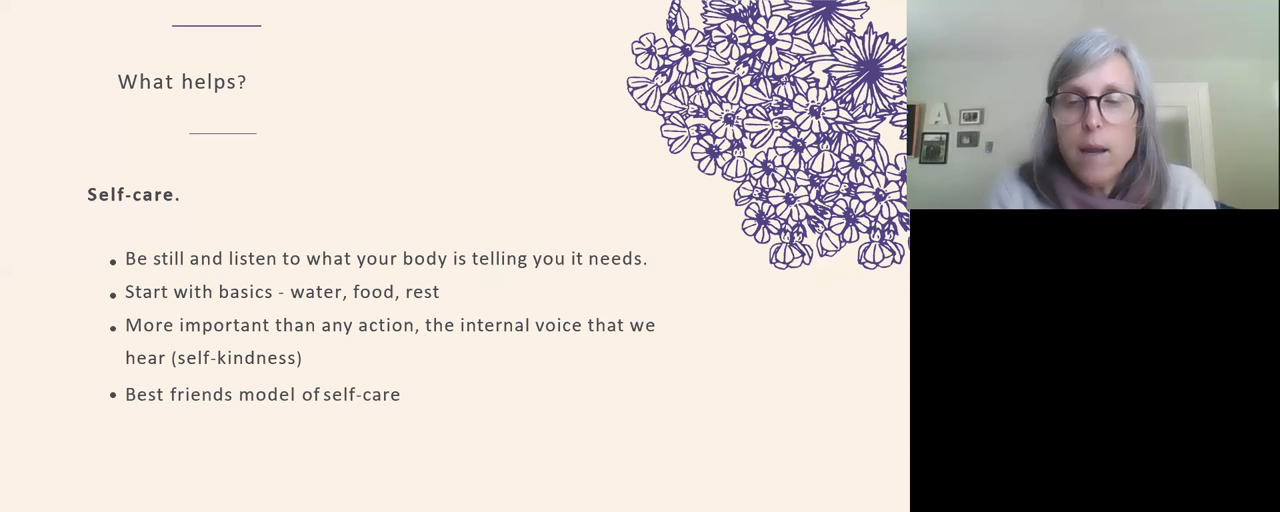 What helps?
Self-care.
• Be still and listen to what your body is telling you it needs.
• Start with basics - water, food, rest
• More important than any action, the internal voice that we
hear (self-kindness)
• Best friends model of self-care
A